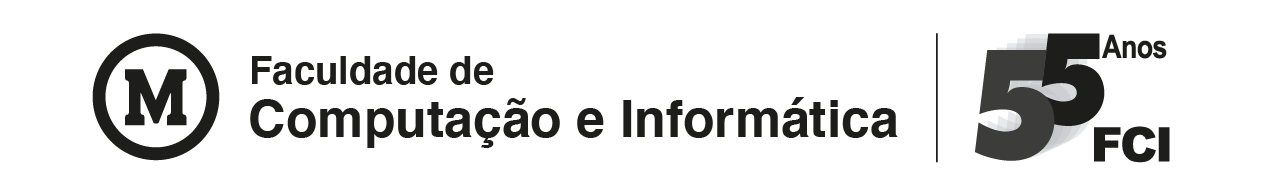 M
Faculdade de
Computação e Informática
55
Anos
FCI